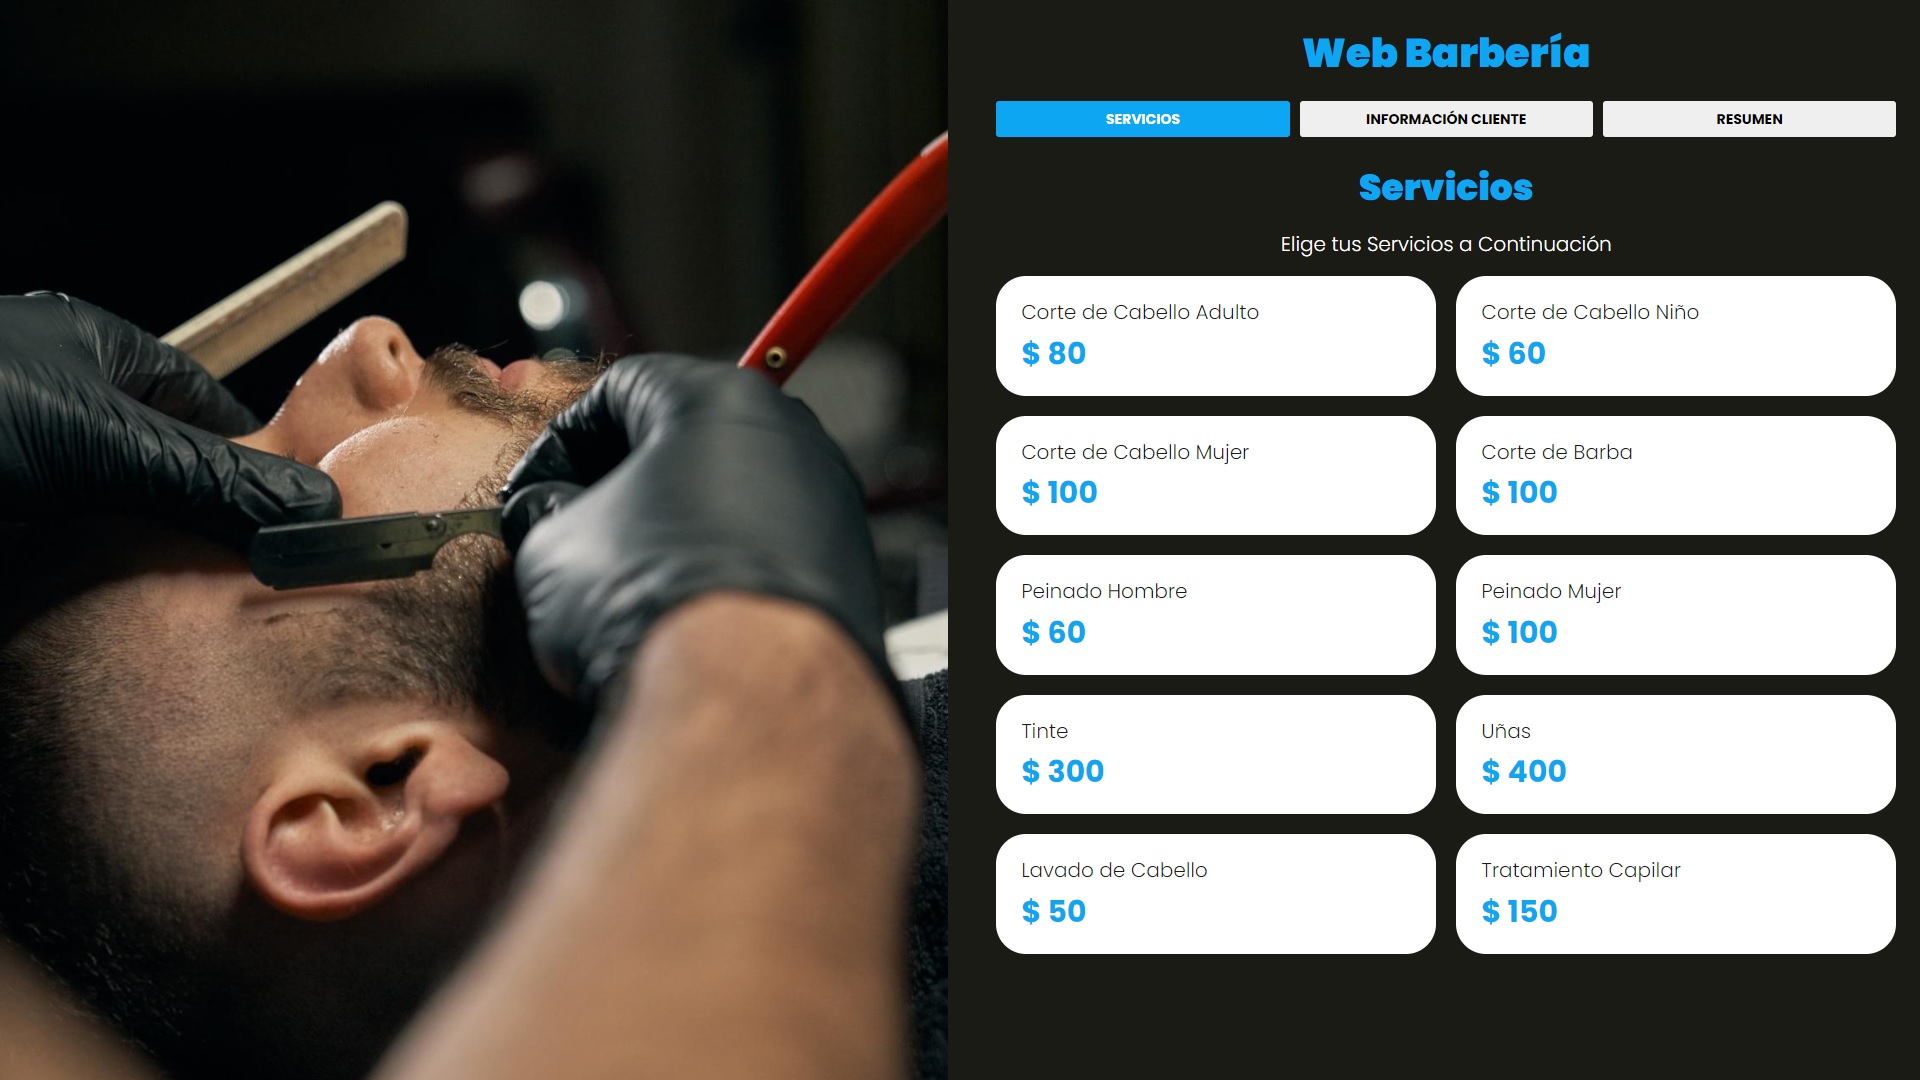 Web Barbería
SERVICIOS
INFORMACIÓN CLIENTE
RESUMEN
Servicios
Elige tus Servicios a Continuación
Corte de Cabello Adulto
$ 80
Corte de Cabello Niño
$ 60
Corte de Cabello Mujer
$ 100
Corte de Barba
$ 100
Peinado Hombre
$ 60
Peinado Mujer
$ 100
Tinte
$ 300
Uñas
$ 400
Lavado de Cabello
$ 50
Tratamiento Capilar
$ 150